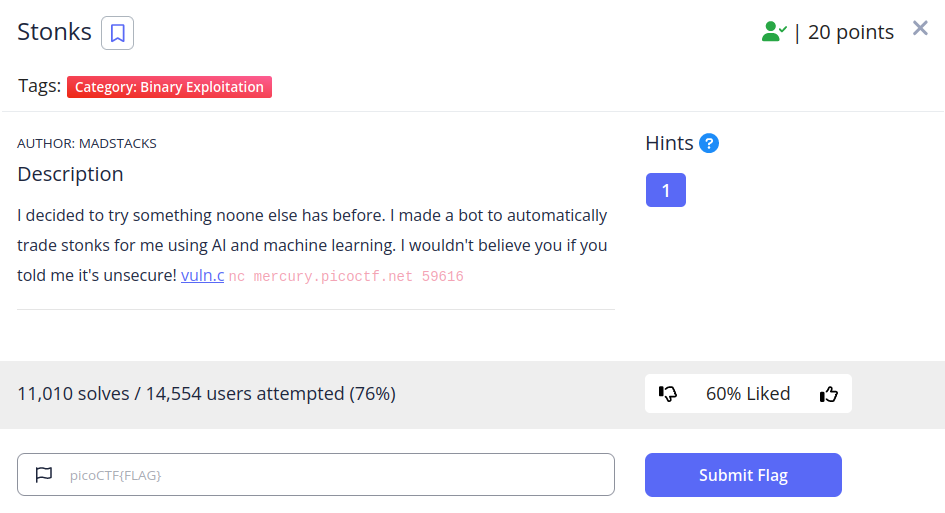 Stonks
| 20 points
Tags: Category: Binary Exploitation
AUTHOR: MADSTACKS
Hints ?
Description
1
I decided to try something noone else has before. I made a bot to automatically
trade stonks for me using AI and machine learning. I wouldn't believe you if you
told me it's unsecure! vuln.c nc mercury.picoctf.net 59616
11,010 solves / 14,554 users attempted (76%)
60% Liked
picoCTF{FLAG}
Submit Flag